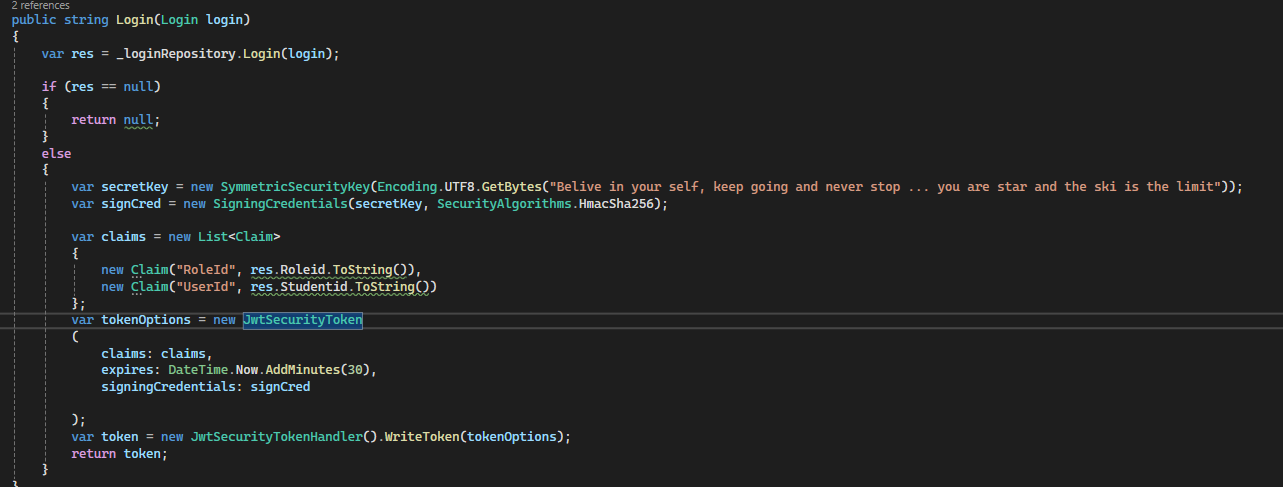 2 references
public string Login(Login login)
{
var res = _loginRepository.Login(login);
if (res == null)
{
return null;
}
else
{
var secretKey = new SymmetricSecurityKey(Encoding.UTF8.GetBytes("Belive in your self, keep going and never stop ... you are star and the ski is the limit"));
var signCred = new SigningCredentials(secretKey, SecurityAlgorithms.HmacSha256);
var claims = new List<Claim>
{
new Claim("RoleId", res.Roleid.ToString()),
new Claim("UserId", res.Studentid.ToString())
};
var tokenOptions = new JwtSecurityToken
(
claims: claims,
expires: DateTime.Now.AddMinutes(30),
signingCredentials: signCred
);
var token = new JwtSecurityTokenHandler().WriteToken(tokenOptions);
return token;
}
}